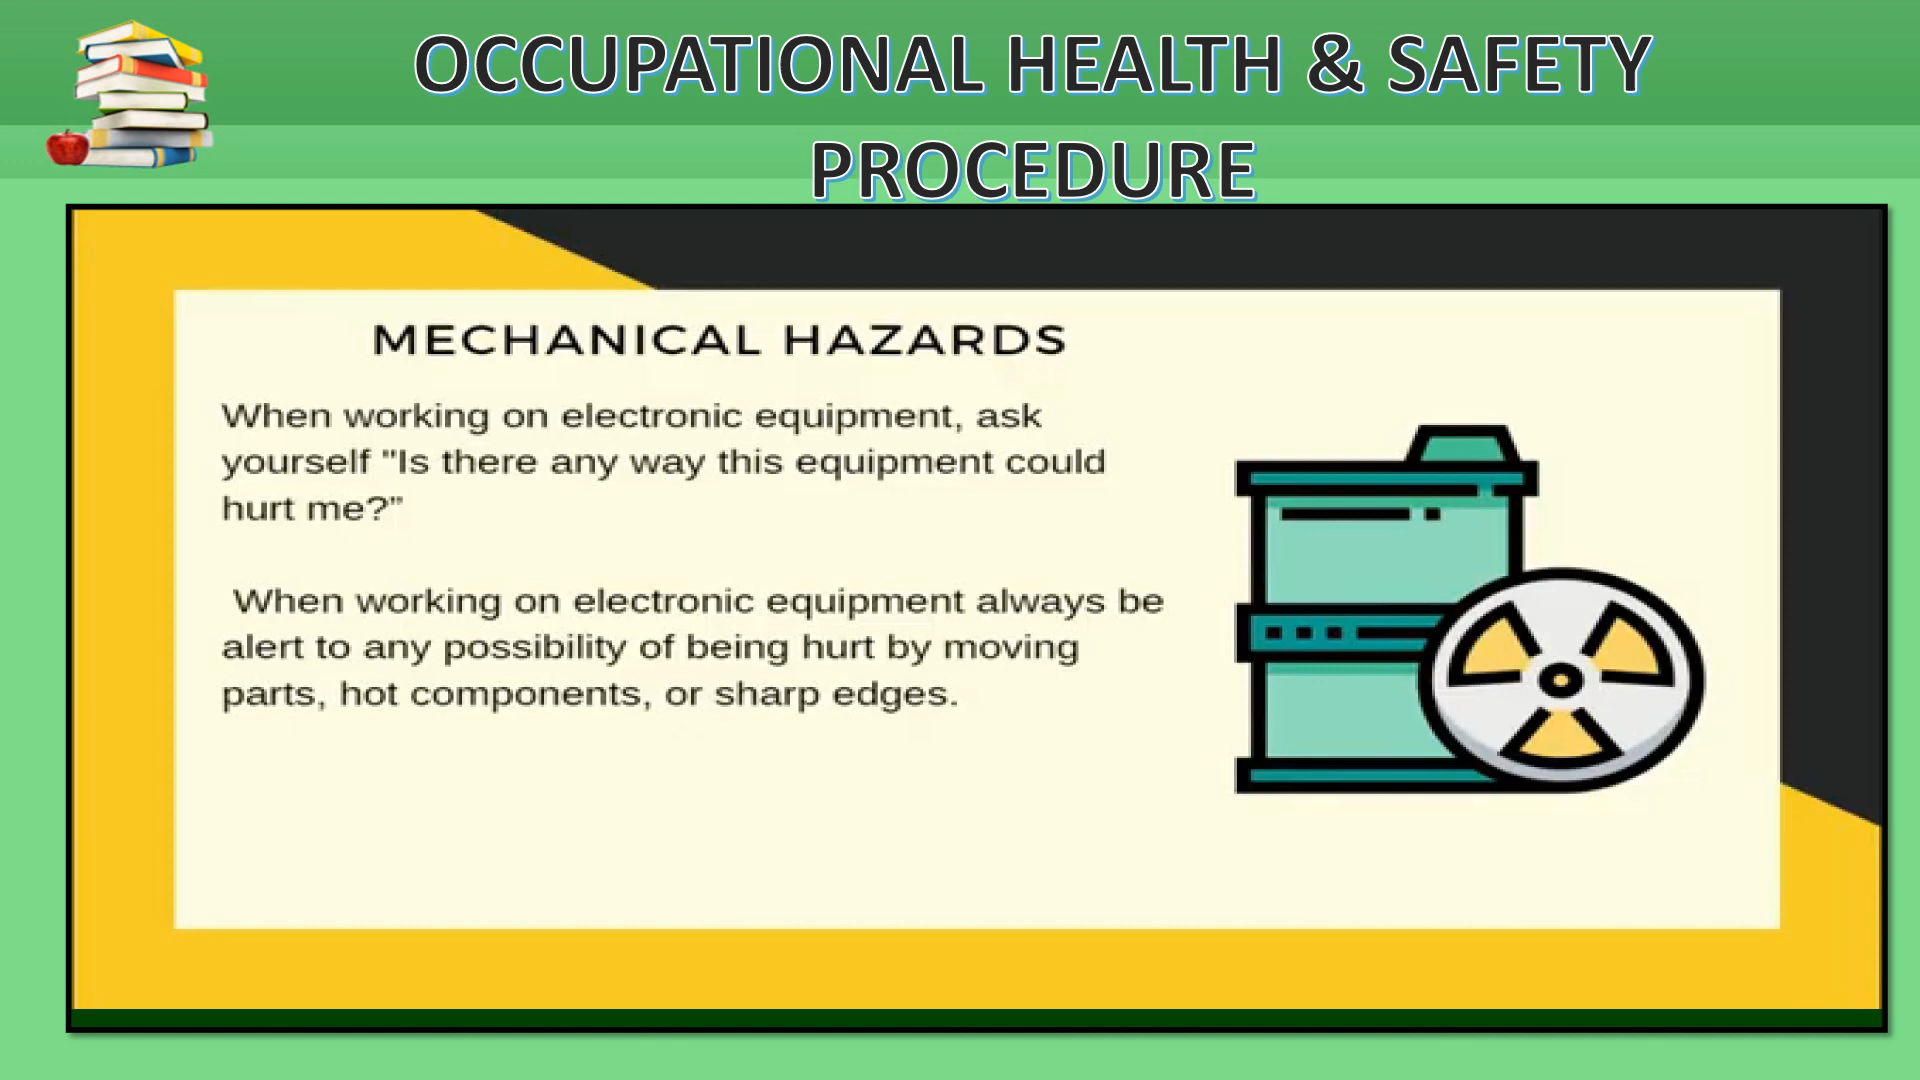 OCCUPATIONAL HEALTH & SAFETY
PROCEDURE
MECHANICAL HAZARDS
When working on electronic equipment, ask
yourself "Is there any way this equipment could
hurt me?”
When working on electronic equipment always be
alert to any possibility of being hurt by moving
parts, hot components, or sharp edges.